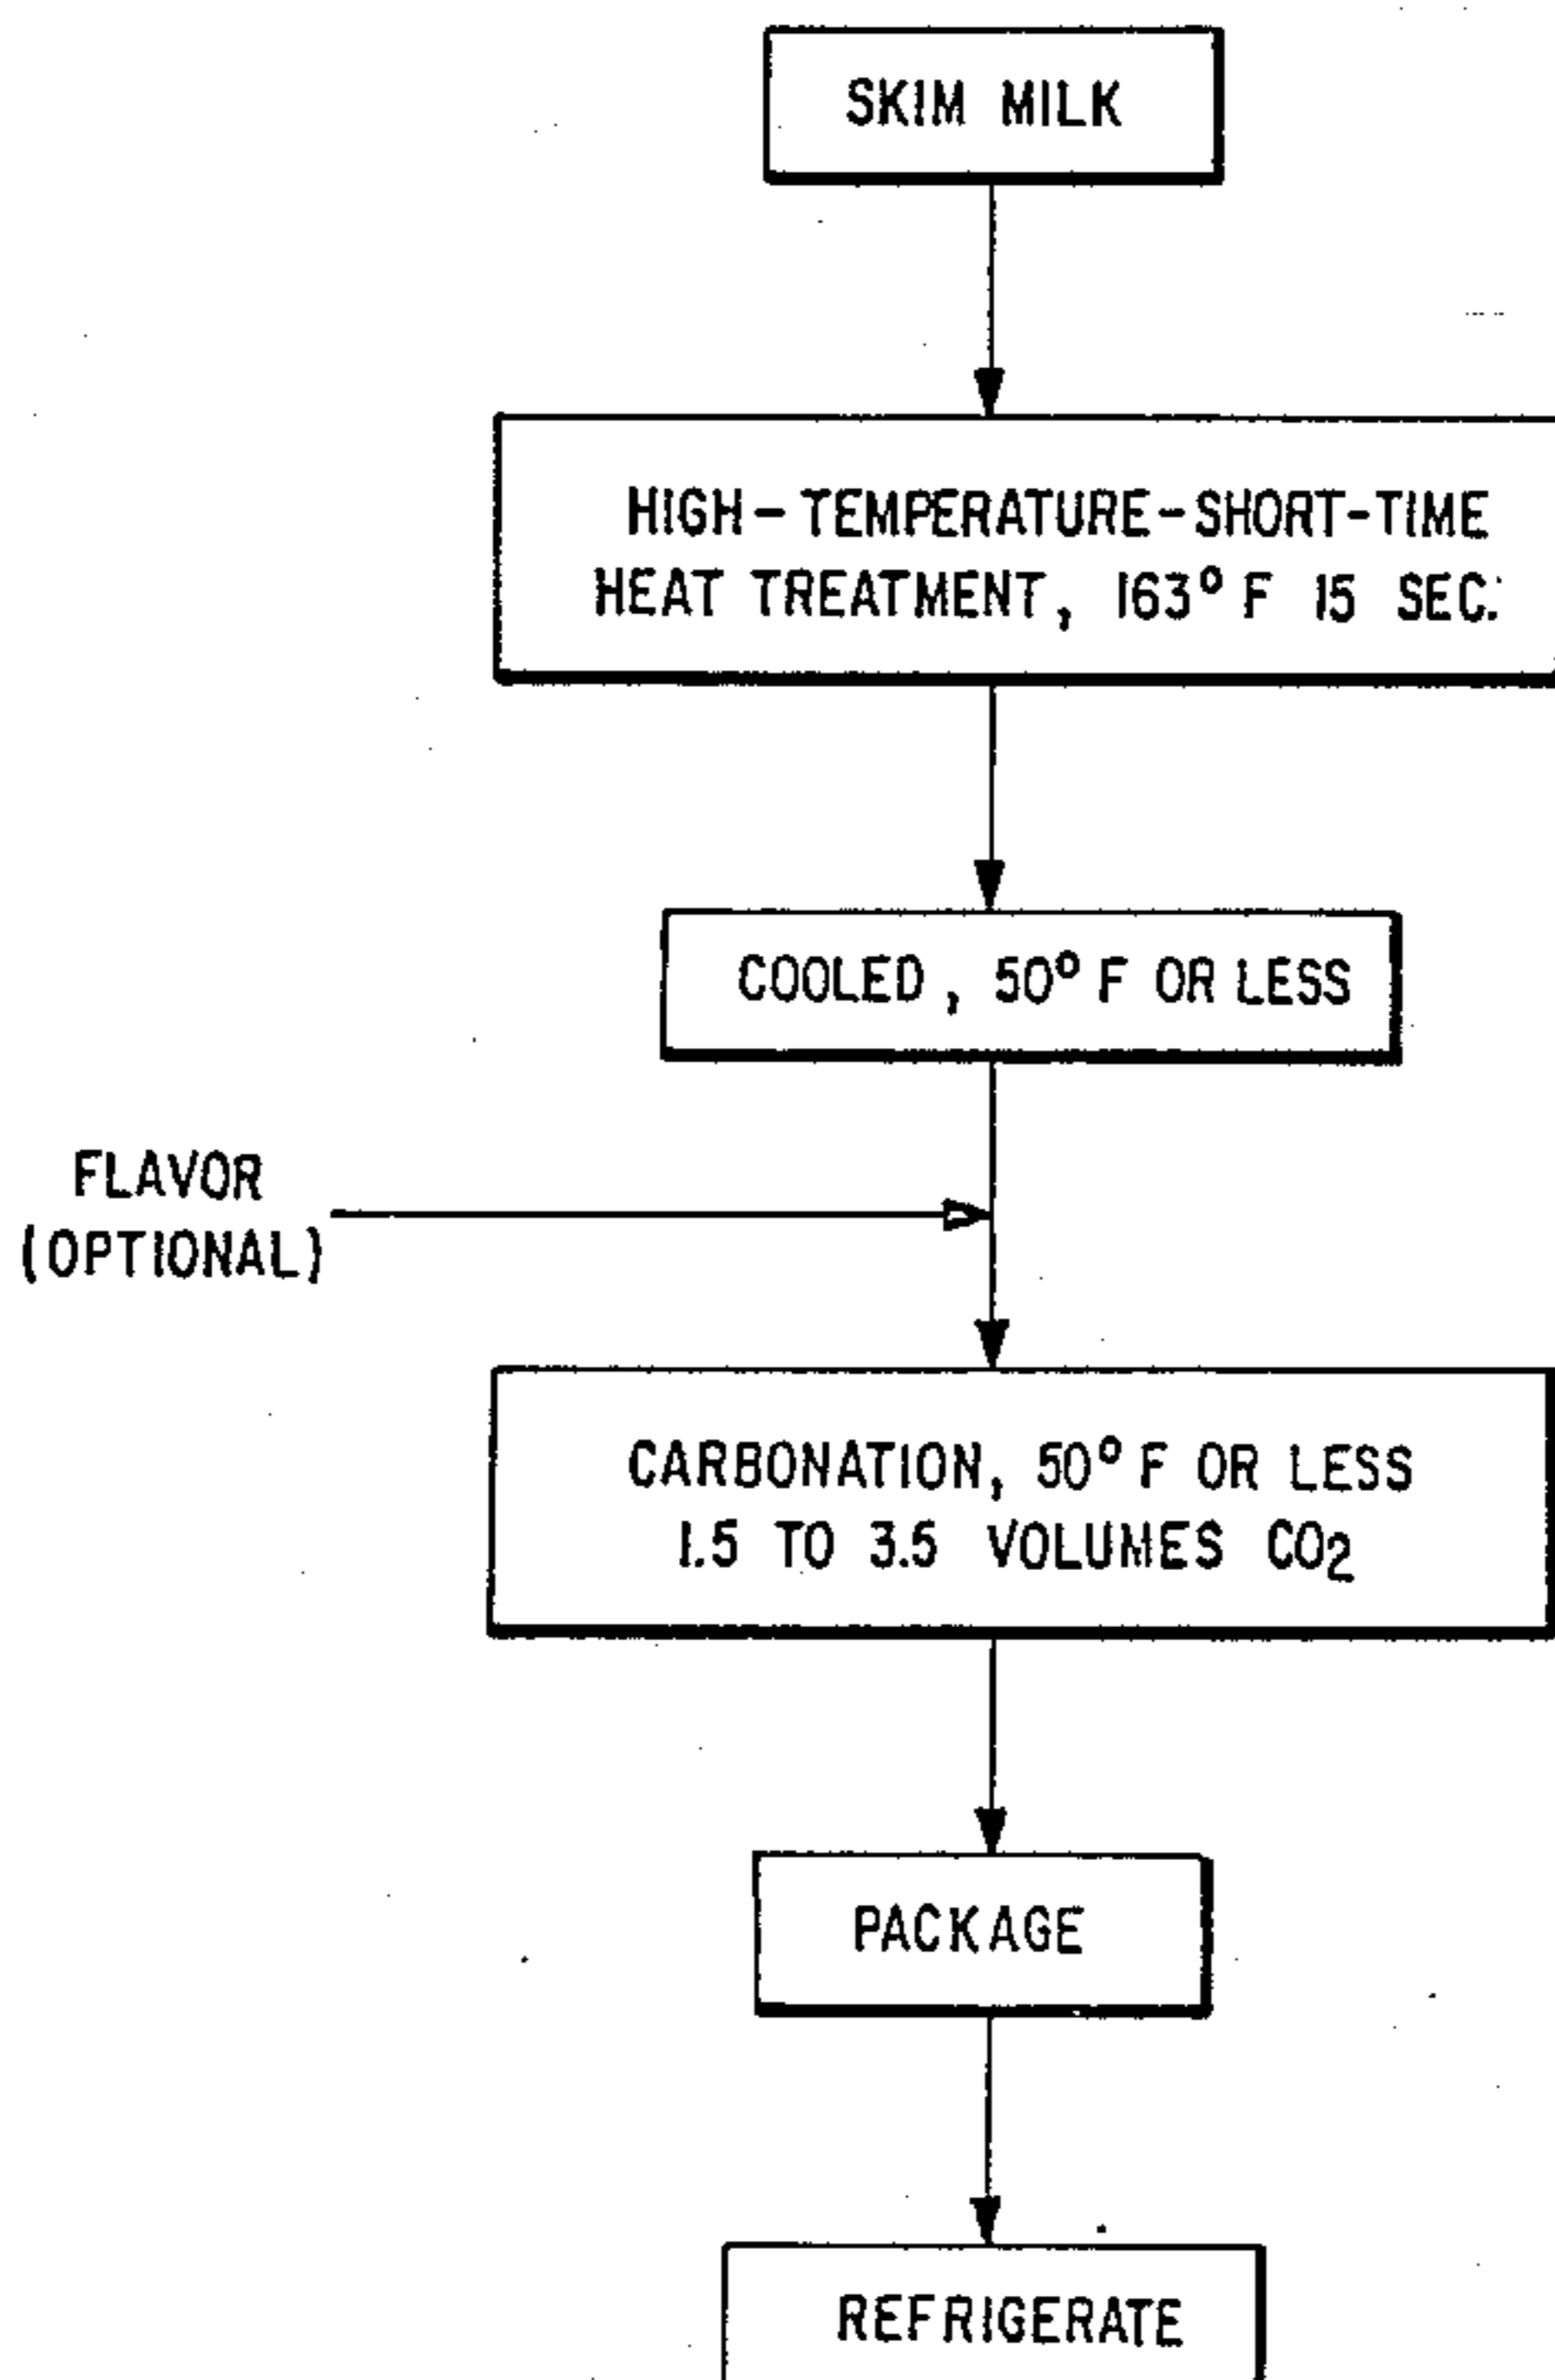 SKIM MILK
HIGH-TEMPERATURE-SHORT-TIME
HEAT TREATMENT, 163° F 15 SEC.
COOLED, 50° F OR LESS
FLAVOR
(OPTIONAL)
CARBONATION, 50° F OR LESS
1.5 TO 3.5 VOLUMES CO₂
PACKAGE
REFRIGERATE